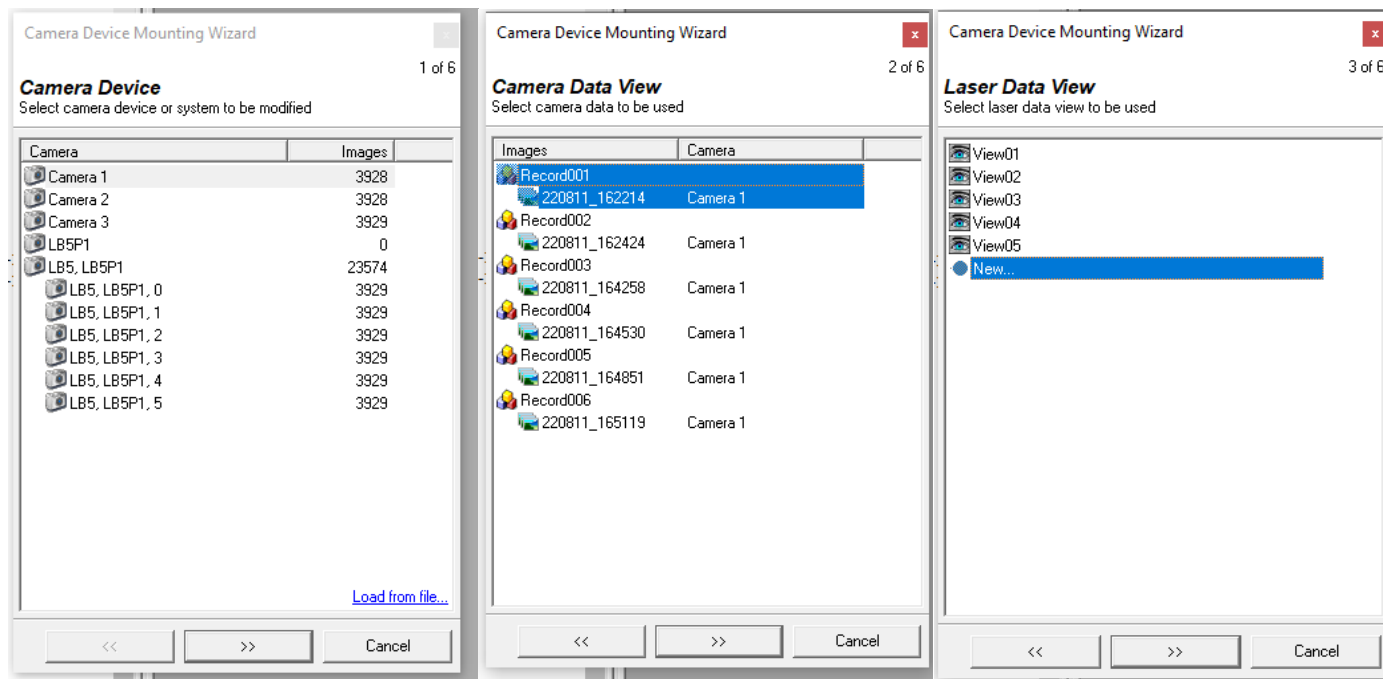 Camera Device Mounting Wizard
x
1 of 6
Camera Device
Select camera device or system to be modified
Camera Images
Camera 1 3928
Camera 2 3928
Camera 3 3929
LB5P1 0
LB5, LB5P1 23574
LB5, LB5P1, 0 3929
LB5, LB5P1, 1 3929
LB5, LB5P1, 2 3929
LB5, LB5P1, 3 3929
LB5, LB5P1, 4 3929
LB5, LB5P1, 5 3929
Load from file...
<< >> Cancel
Camera Device Mounting Wizard
x
2 of 6
Camera Data View
Select camera data to be used
Images Camera
Record001
220811_162214 Camera 1
Record002
220811_162424 Camera 1
Record003
220811_164258 Camera 1
Record004
220811_164530 Camera 1
Record005
220811_164851 Camera 1
Record006
220811_165119 Camera 1
<< >> Cancel
Camera Device Mounting Wizard
x
3 of 6
Laser Data View
Select laser data view to be used
View01
View02
View03
View04
View05
New...
<< >> Cancel